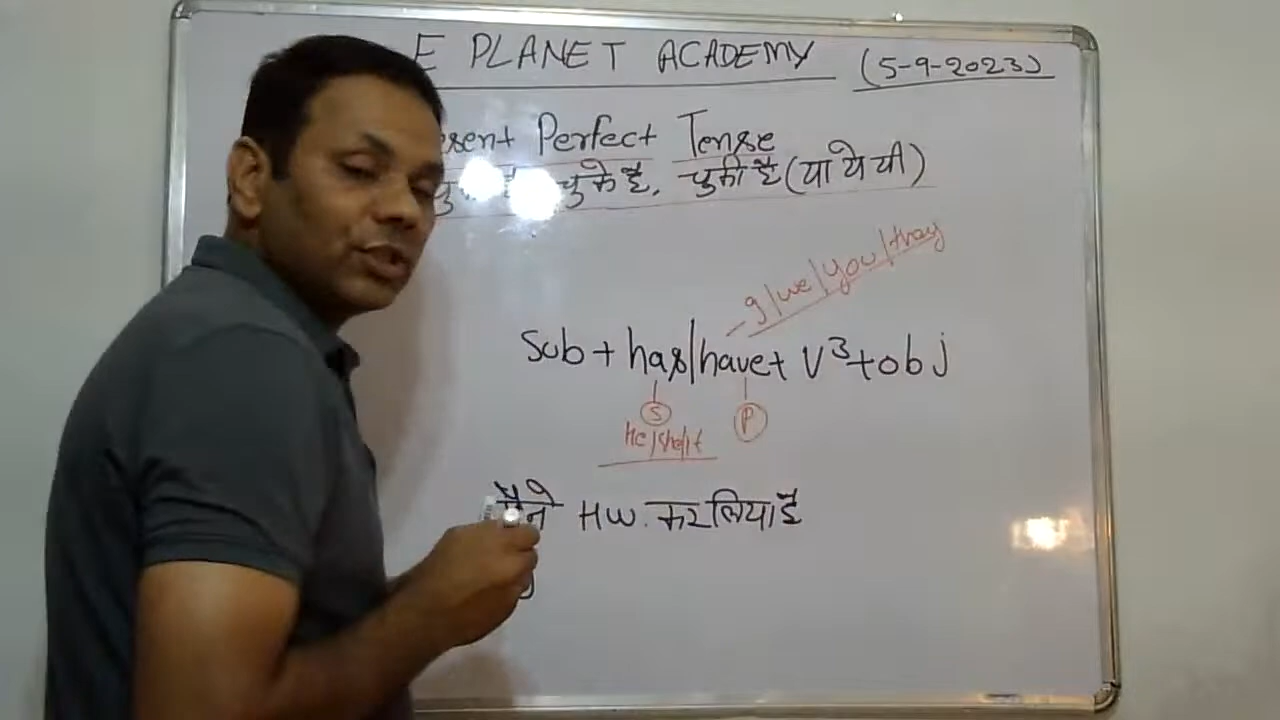 E PLANET ACADEMY (5-9-2023)
esent Perfect Tense
चुके है, चुकी है (या ये यी)
I/we/you/they
Sub + has/have + V3 + obj
S P
He/she/it
मैंने H.W. कर लिया है